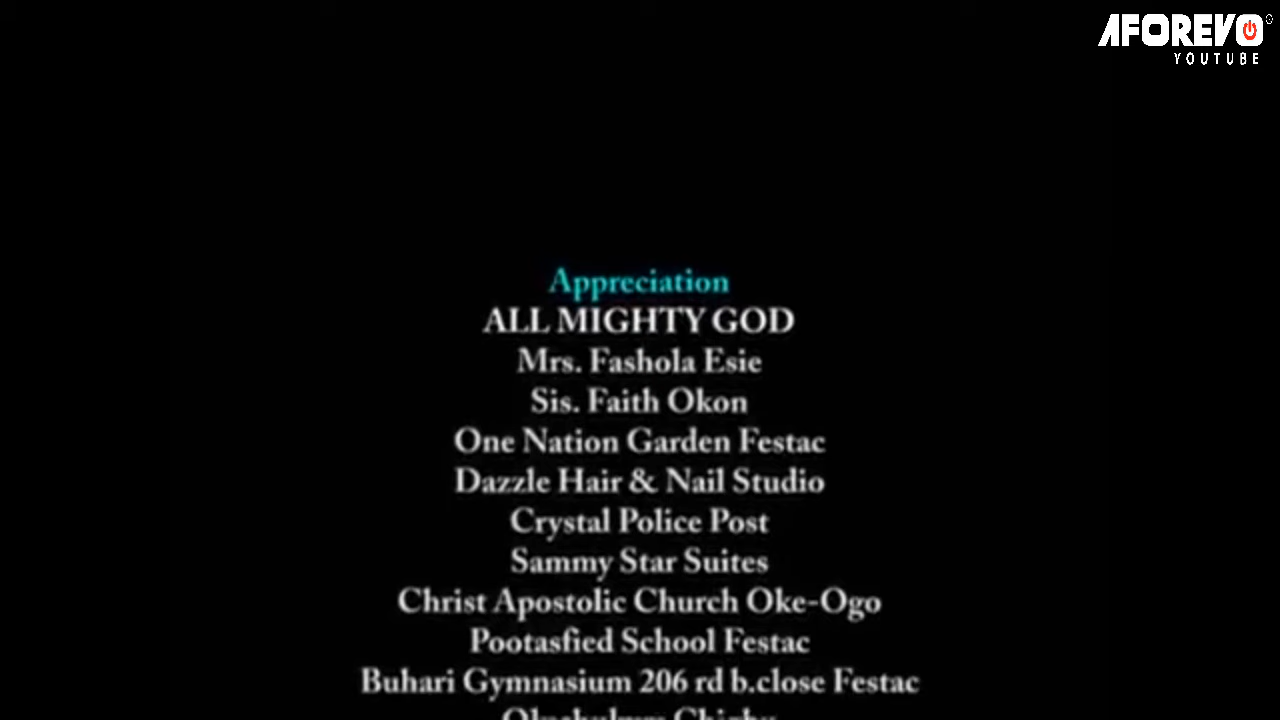 AFOREVO
YOUTUBE
Appreciation
ALL MIGHTY GOD
Mrs. Fashola Esie
Sis. Faith Okon
One Nation Garden Festac
Dazzle Hair & Nail Studio
Crystal Police Post
Sammy Star Suites
Christ Apostolic Church Oke-Ogo
Pootasfied School Festac
Buhari Gymnasium 206 rd b.close Festac